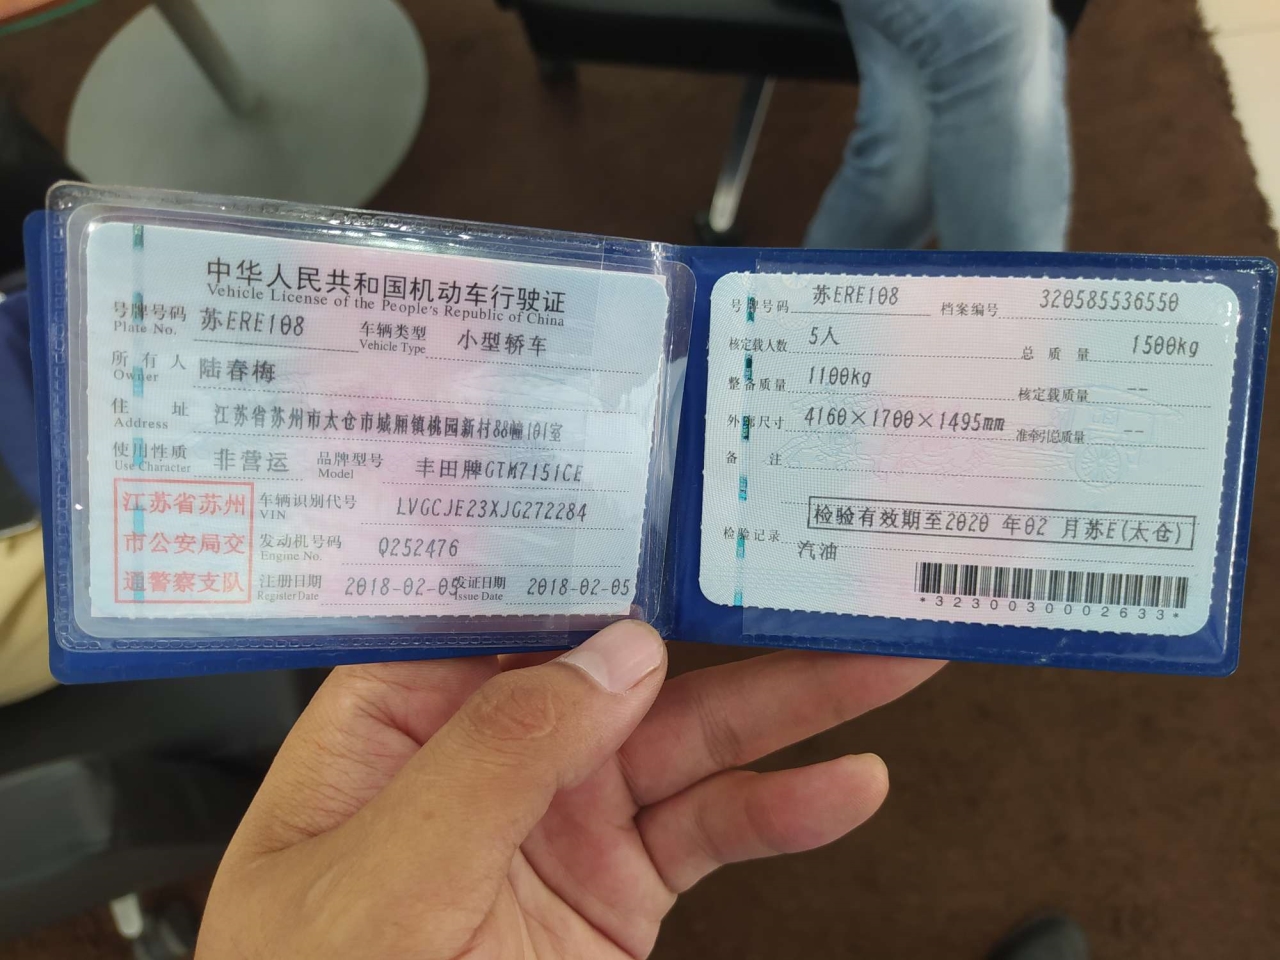 中华人民共和国机动车行驶证
Vehicle License of the People's Republic of China
号牌号码 苏ERE108 车辆类型 小型轿车
Plate No. Vehicle Type
所有人 陆春梅
Owner
住址 江苏省苏州市太仓市城厢镇桃园新村88幢101室
Address
使用性质 非营运 品牌型号 丰田牌GTM7151CE
Use Character Model
江苏省苏州
市公安局交
通警察支队
车辆识别代号 LVGCJE23XJG272284
VIN
发动机号码 Q252476
Engine No.
注册日期 2018-02-05 发证日期 2018-02-05
Register Date Issue Date
号牌号码 苏ERE108 档案编号 320585536550
核定载人数 5人 总质量 1500kg
整备质量 1100kg 核定载质量 --
外廓尺寸 4160×1700×1495mm 准牵引总质量 --
备注
检验有效期至2020 年02 月苏E(太仓)
检验记录
汽油
*3230030002633*